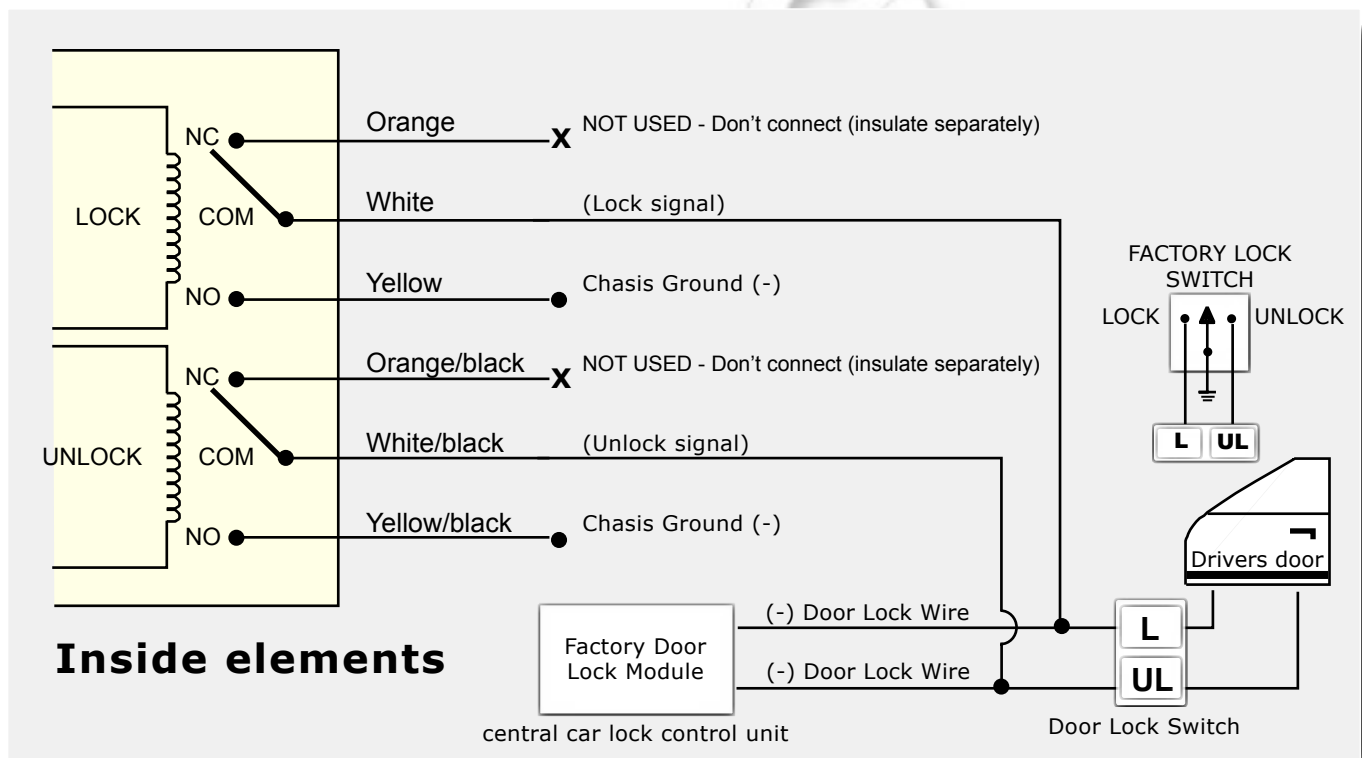 NC
Orange
X NOT USED - Don't connect (insulate separately)
LOCK
COM
White
(Lock signal)
NO
Yellow
Chasis Ground (-)
NC
Orange/black
X NOT USED - Don't connect (insulate separately)
UNLOCK
COM
White/black
(Unlock signal)
NO
Yellow/black
Chasis Ground (-)
FACTORY LOCK
SWITCH
LOCK
UNLOCK
L UL
Drivers door
Inside elements
Factory Door
Lock Module
central car lock control unit
(-) Door Lock Wire
(-) Door Lock Wire
L
UL
Door Lock Switch